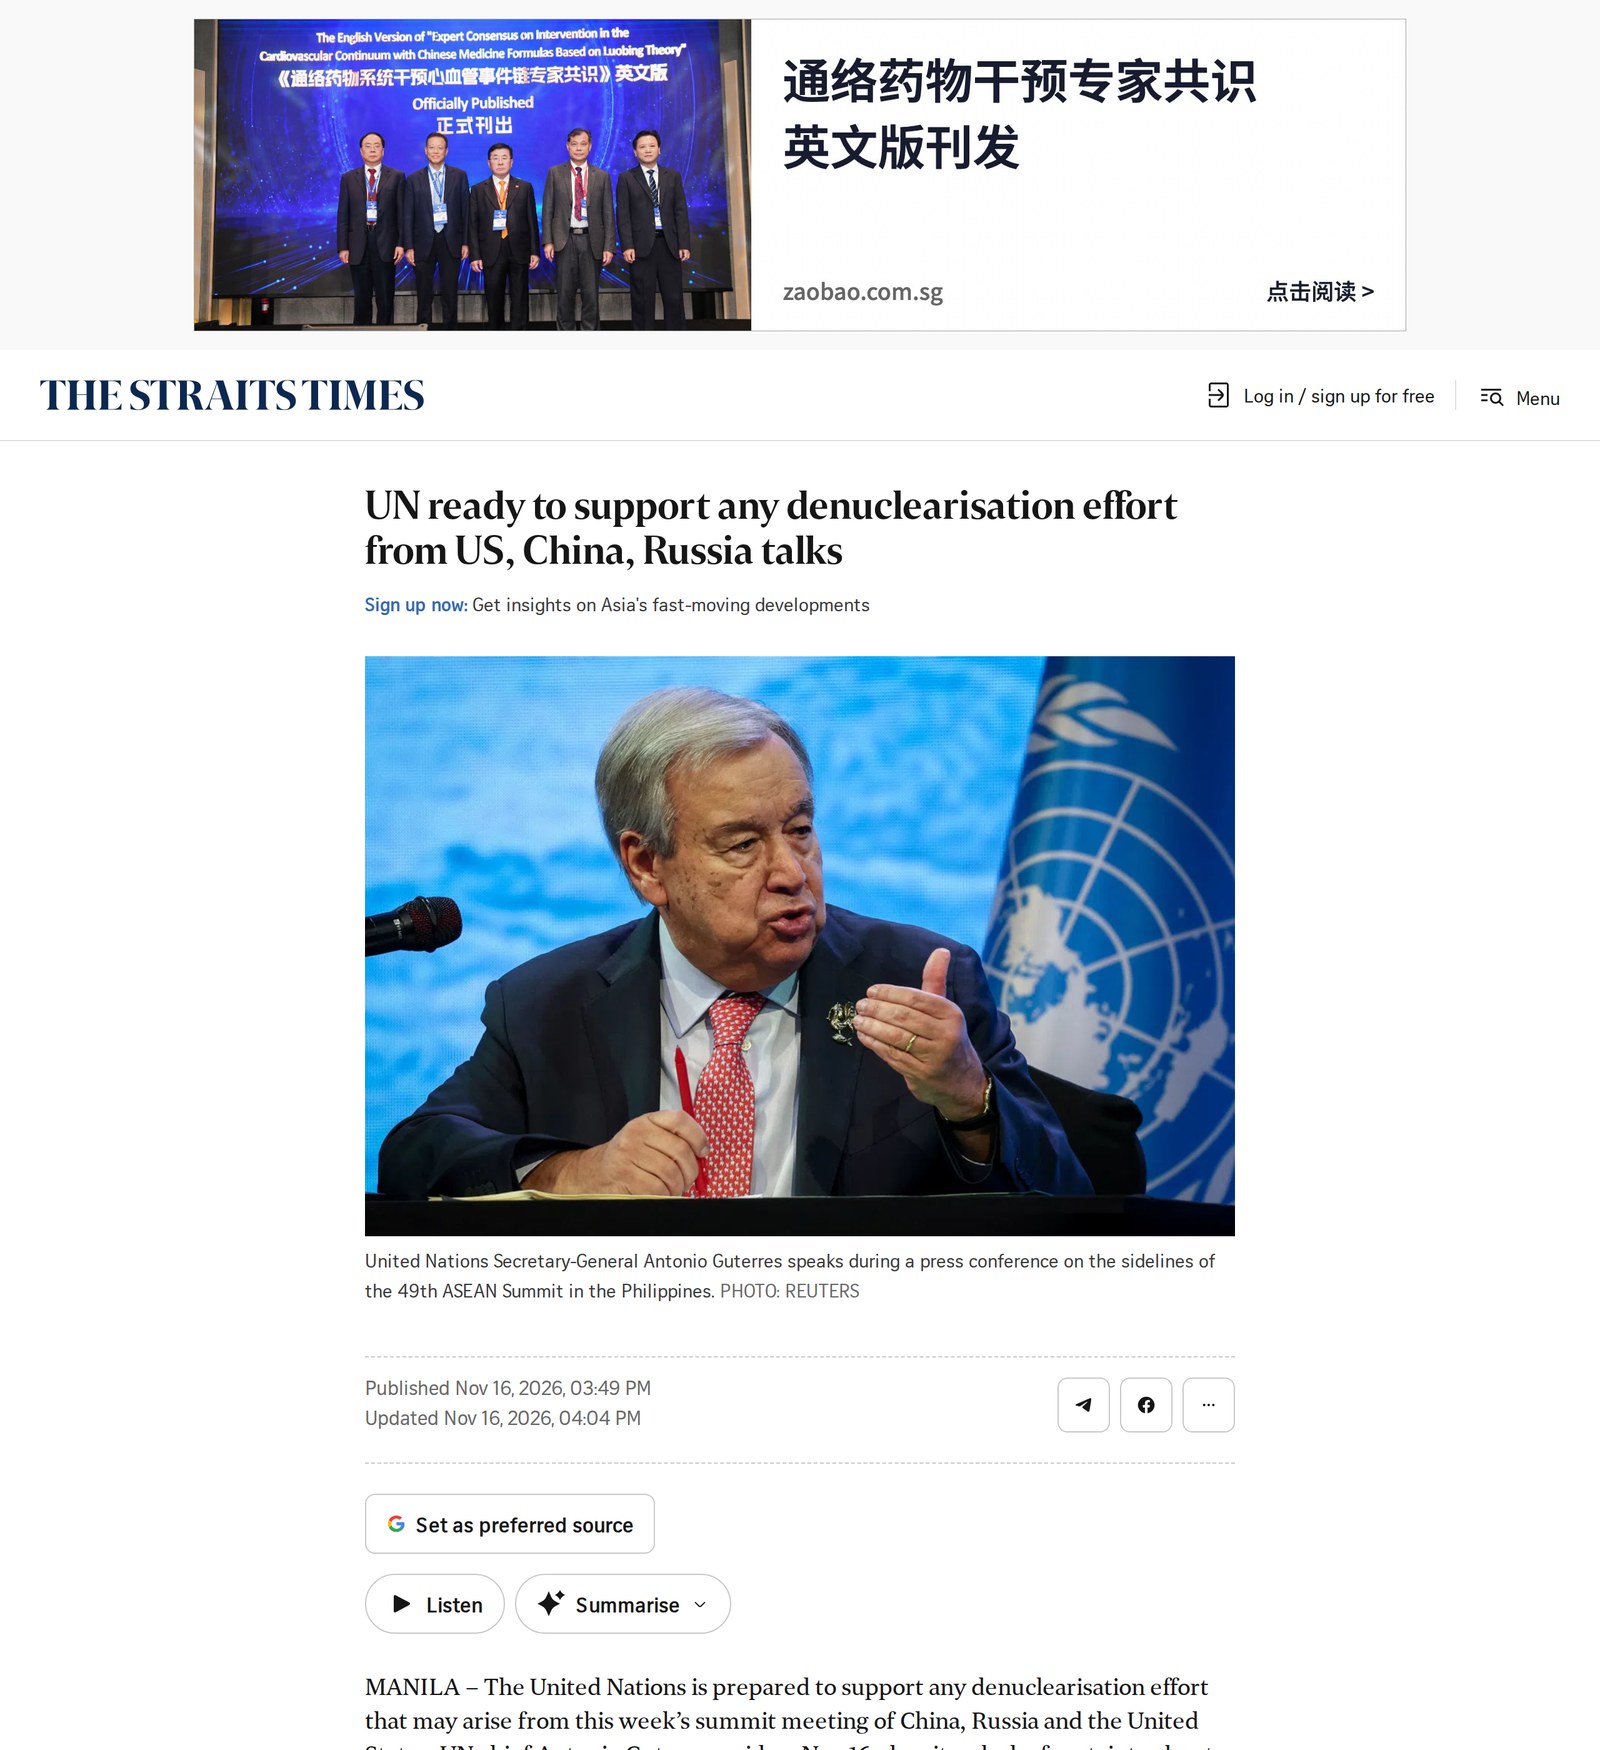 The English Version of "Expert Consensus on Intervention in the
Cardiovascular Continuum with Chinese Medicine Formulas Based on Luobing Theory"
《通络药物系统干预心血管事件链专家共识》英文版
Officially Published
正式刊出
通络药物干预专家共识
英文版刊发
zaobao.com.sg
点击阅读 >
THE STRAITS TIMES
Log in / sign up for free
Menu
UN ready to support any denuclearisation effort
from US, China, Russia talks
Sign up now: Get insights on Asia's fast-moving developments
United Nations Secretary-General Antonio Guterres speaks during a press conference on the sidelines of
the 49th ASEAN Summit in the Philippines. PHOTO: REUTERS
Published Nov 16, 2026, 03:49 PM
Updated Nov 16, 2026, 04:04 PM
Set as preferred source
Listen
Summarise
MANILA – The United Nations is prepared to support any denuclearisation effort
that may arise from this week’s summit meeting of China, Russia and the United